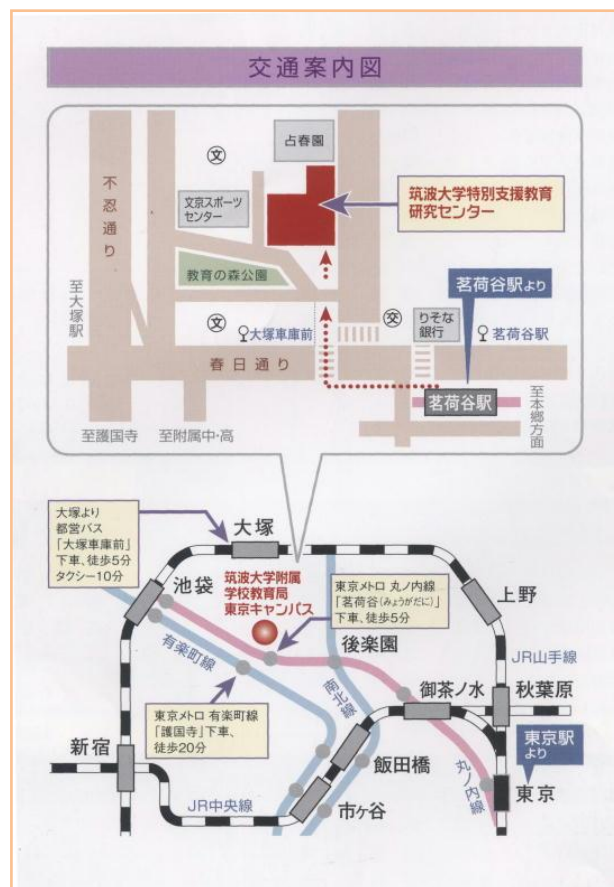 交通案内図
占春園
文
文京スポーツ
センター
筑波大学特別支援教育
研究センター
不忍通り
教育の森公園
茗荷谷駅より
至大塚駅
文
大塚車庫前
交
りそな
銀行
茗荷谷駅
春日通り
茗荷谷駅
至本郷方面
至護国寺
至附属中・高
大塚より
都営バス
「大塚車庫前」
下車、徒歩5分
タクシー10分
大塚
池袋
筑波大学附属
学校教育局
東京キャンパス
東京メトロ 丸ノ内線
「茗荷谷(みょうがだに)」
下車、徒歩5分
上野
有楽町線
後楽園
JR山手線
南北線
御茶ノ水
秋葉原
東京メトロ 有楽町線
「護国寺」下車、
徒歩20分
新宿
飯田橋
東京駅
より
丸ノ内線
東京
JR中央線
市ヶ谷